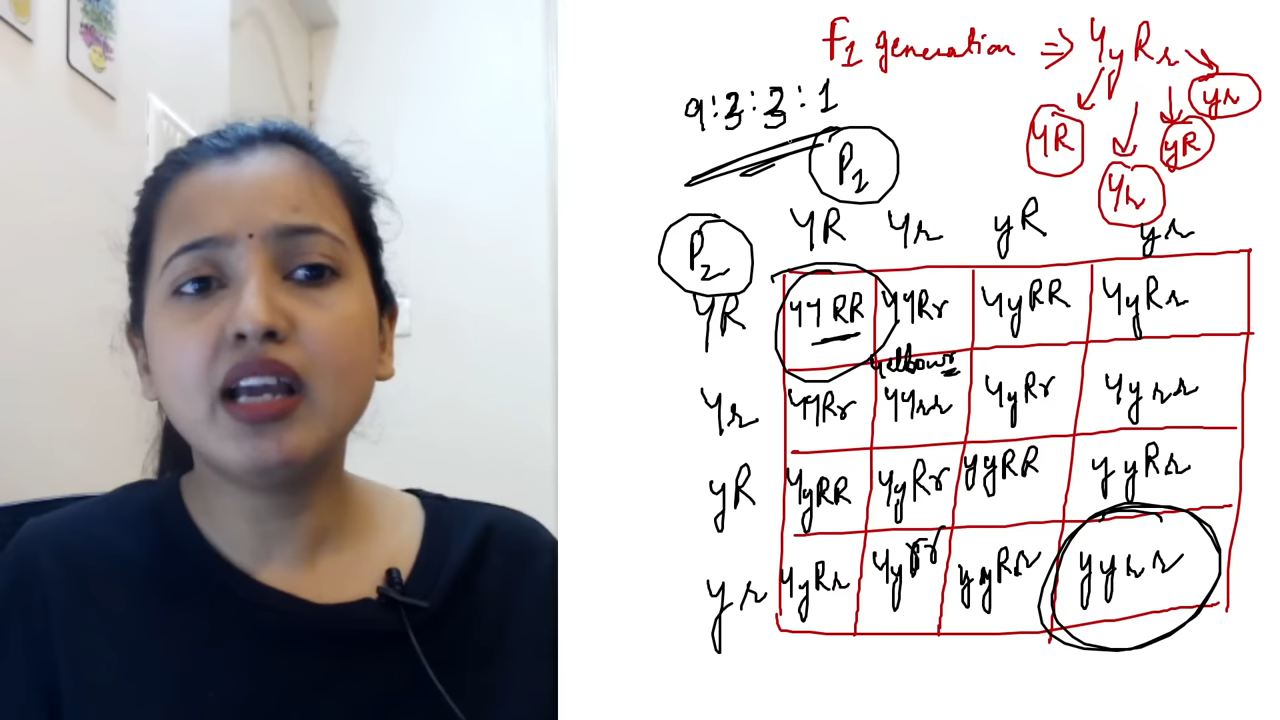 F1 generation ⇒ YyRr
9:3:3:1
yr
YR
yR
Yr
P1
P2
YR Yr yR yr
YR YYRR YYRr YyRR YyRr
yellow
Yr YYRr YYrr YyRr Yyrr
yR YyRR YyRr yyRR yyRr
yr YyRr Yyrr yyRr yyrr